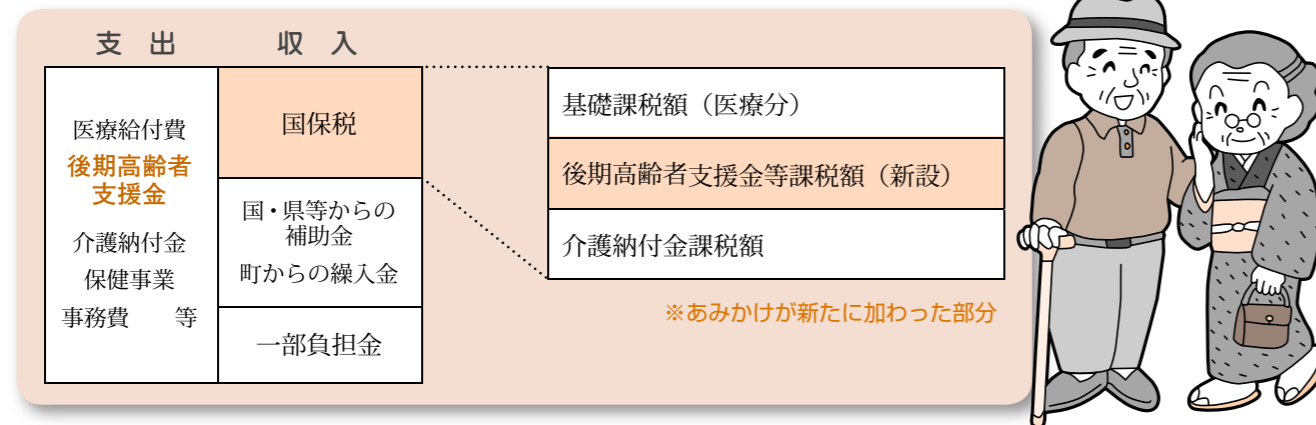 支 出
収 入
医療給付費
後期高齢者
支援金
介護納付金
保健事業
事務費　等
国保税
国・県等からの
補助金
町からの繰入金
一部負担金
基礎課税額（医療分）
後期高齢者支援金等課税額（新設）
介護納付金課税額
※あみかけが新たに加わった部分